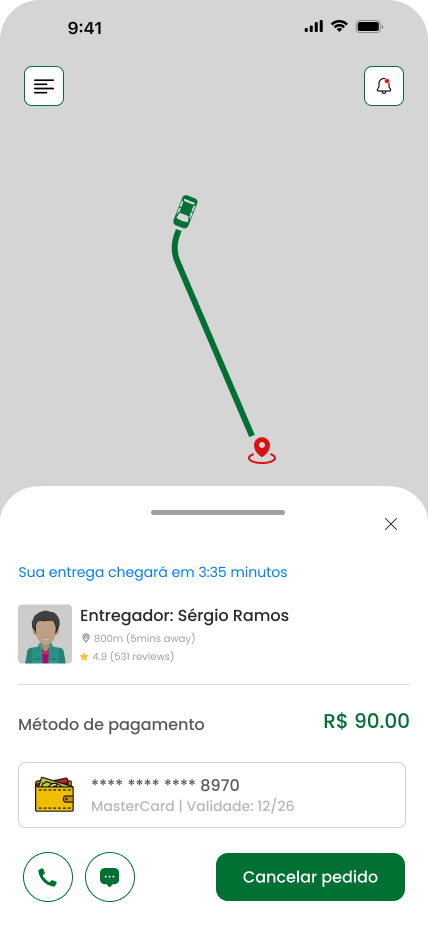 9:41
Sua entrega chegará em 3:35 minutos
Entregador: Sérgio Ramos
800m (5mins away)
4.9 (531 reviews)
Método de pagamento
R$ 90.00
**** **** **** 8970
MasterCard | Validade: 12/26
Cancelar pedido